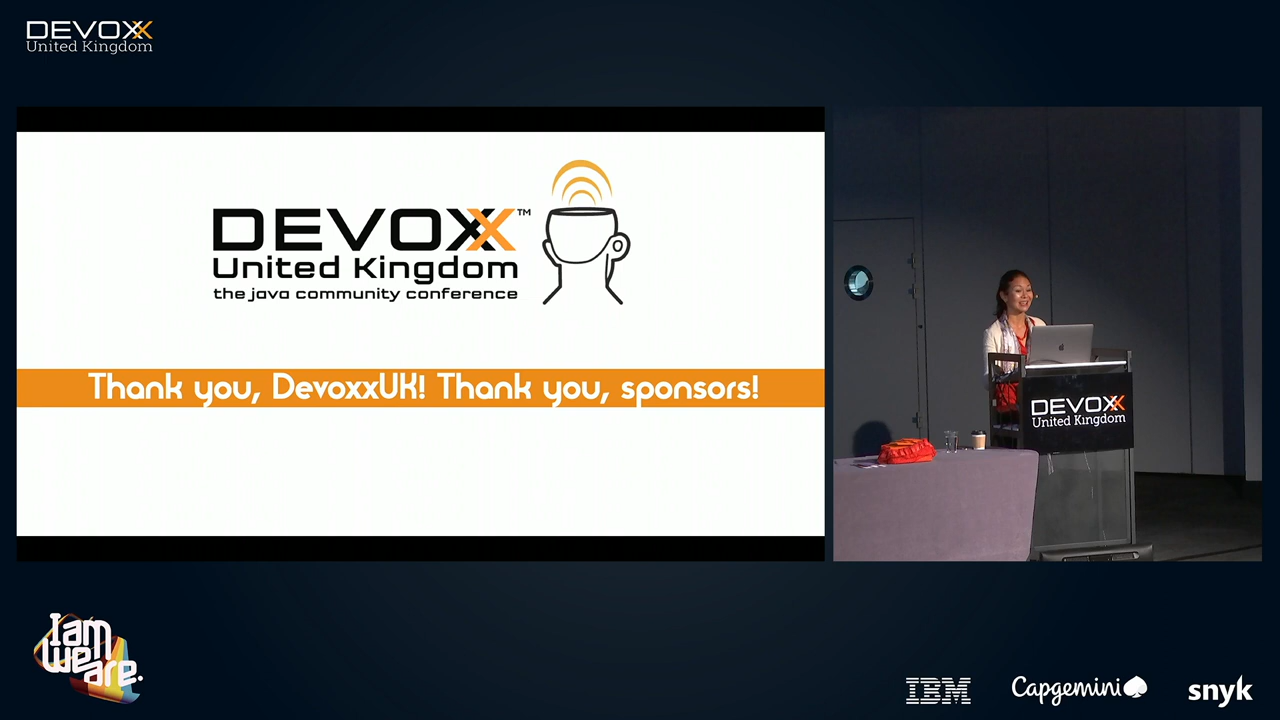 DEVOXX
United Kingdom
DEVOXX™
United Kingdom
the java community conference
Thank you, DevoxxUK! Thank you, sponsors!
DEVOXX
United Kingdom
I am
We are.
IBM
Capgemini
snyk